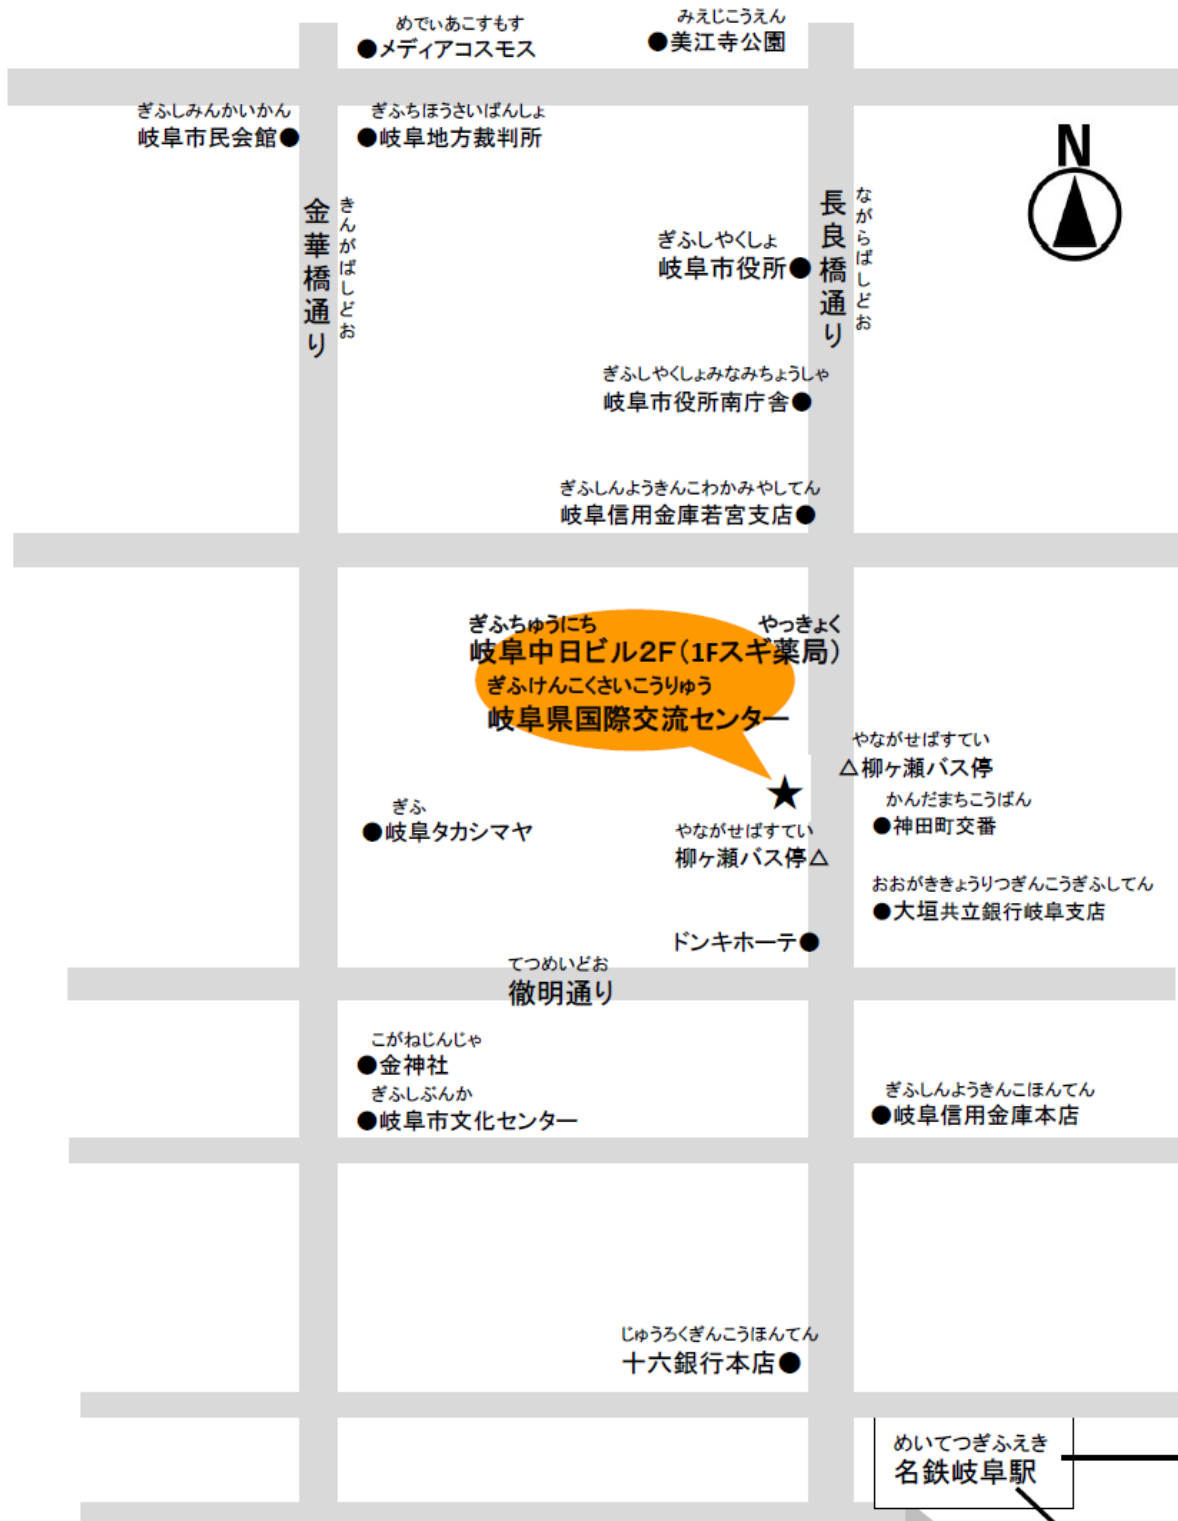 めでぃあこすもす
●メディアコスモス
みえじこうえん
●美江寺公園
ぎふしみんかいかん
岐阜市民会館●
ぎふちほうさいばんしょ
●岐阜地方裁判所
N
金華橋通り
きんがばしどお
長良橋通り
ながらばしどお
ぎふしやくしょ
岐阜市役所●
ぎふしやくしょみなみちょうしゃ
岐阜市役所南庁舎●
ぎふしんようきんこわかみやしてん
岐阜信用金庫若宮支店●
ぎふちゅうにち やっきょく
岐阜中日ビル2F(1Fスギ薬局)
ぎふけんこくさいこうりゅう
岐阜県国際交流センター
★
やながせばすてい
△柳ヶ瀬バス停
かんだまちこうばん
●神田町交番
ぎふ
●岐阜タカシマヤ
やながせばすてい
柳ヶ瀬バス停△
おおがききょうりつぎんこうぎふしてん
●大垣共立銀行岐阜支店
ドンキホーテ●
てつめいどお
徹明通り
こがねじんじゃ
●金神社
ぎふしぶんか
●岐阜市文化センター
ぎふしんようきんこほんてん
●岐阜信用金庫本店
じゅうろくぎんこうほんてん
十六銀行本店●
めいてつぎふえき
名鉄岐阜駅